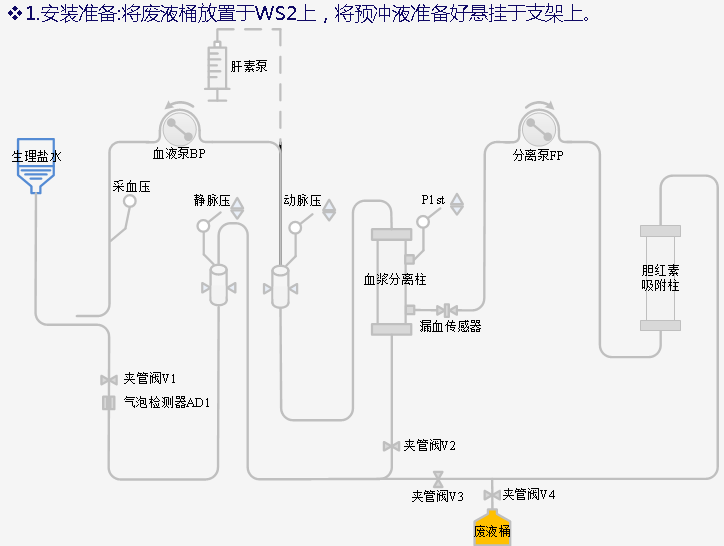 ❖1.安装准备:将废液桶放置于WS2上，将预冲液准备好悬挂于支架上。
肝素泵
生理盐水
血液泵BP
分离泵FP
采血压
静脉压
动脉压
P1st
血浆分离柱
胆红素
吸附柱
漏血传感器
夹管阀V1
气泡检测器AD1
夹管阀V2
夹管阀V3
夹管阀V4
废液桶